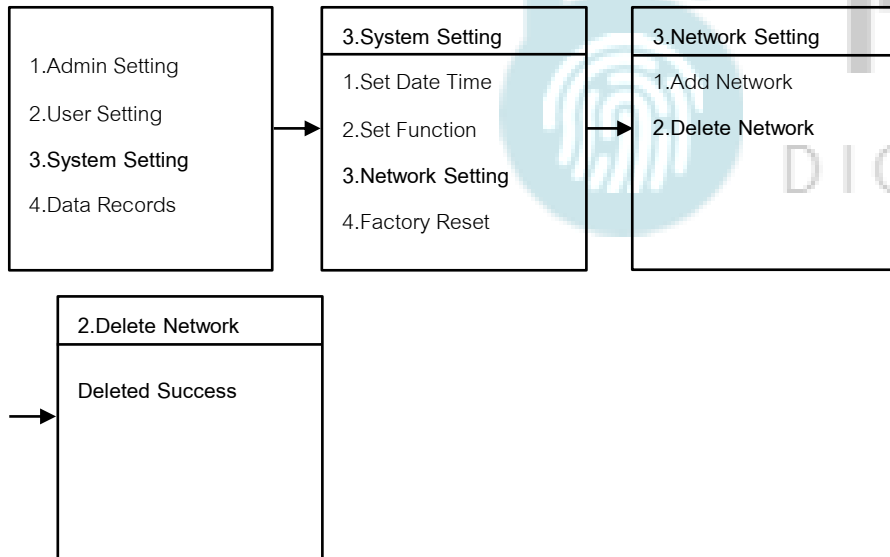 1.Admin Setting
2.User Setting
3.System Setting
4.Data Records
3.System Setting
1.Set Date Time
2.Set Function
3.Network Setting
4.Factory Reset
3.Network Setting
1.Add Network
2.Delete Network
2.Delete Network
Deleted Success